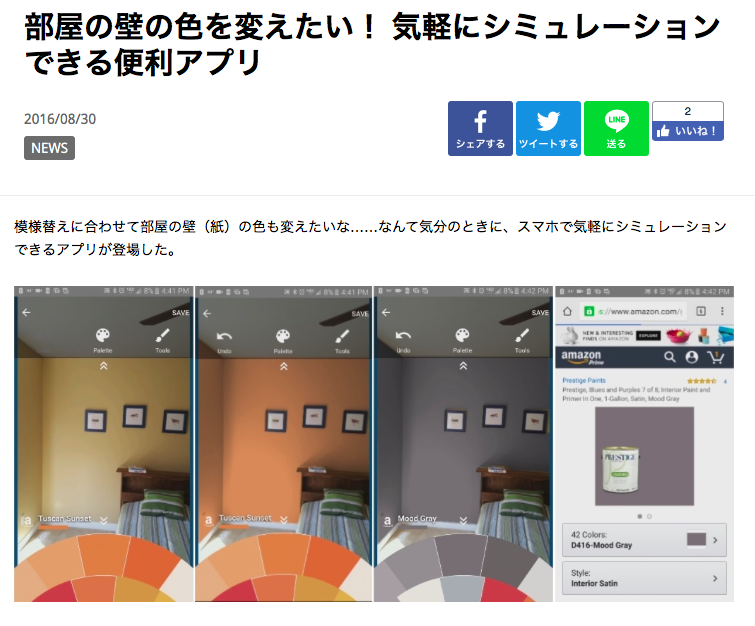 部屋の壁の色を変えたい！ 気軽にシミュレーション
できる便利アプリ
2016/08/30
NEWS
シェアする
ツイートする
LINE
送る
2
いいね！
模様替えに合わせて部屋の壁（紙）の色も変えたいな……なんて気分のときに、スマホで気軽にシミュレーション
できるアプリが登場した。
8% 4:41 PM
SAVE
Palette
Tools
Tuscan Sunset
8% 4:41 PM
SAVE
Undo
Palette
Tools
Tuscan Sunset
8% 4:42 PM
SAVE
Undo
Palette
Tools
Mood Gray
8% 4:42 PM
s://www.amazon.com/
NEW & INTERESTING
FINDS ON AMAZON
EXPLORE
amazon
Prime
1
Prestige Paints
4
Prestige, Blues and Purples 7 of 8, Interior Paint and
Primer In One, 1-Gallon, Satin, Mood Gray
PRESTIGE
42 Colors:
D416-Mood Gray
Style:
Interior Satin